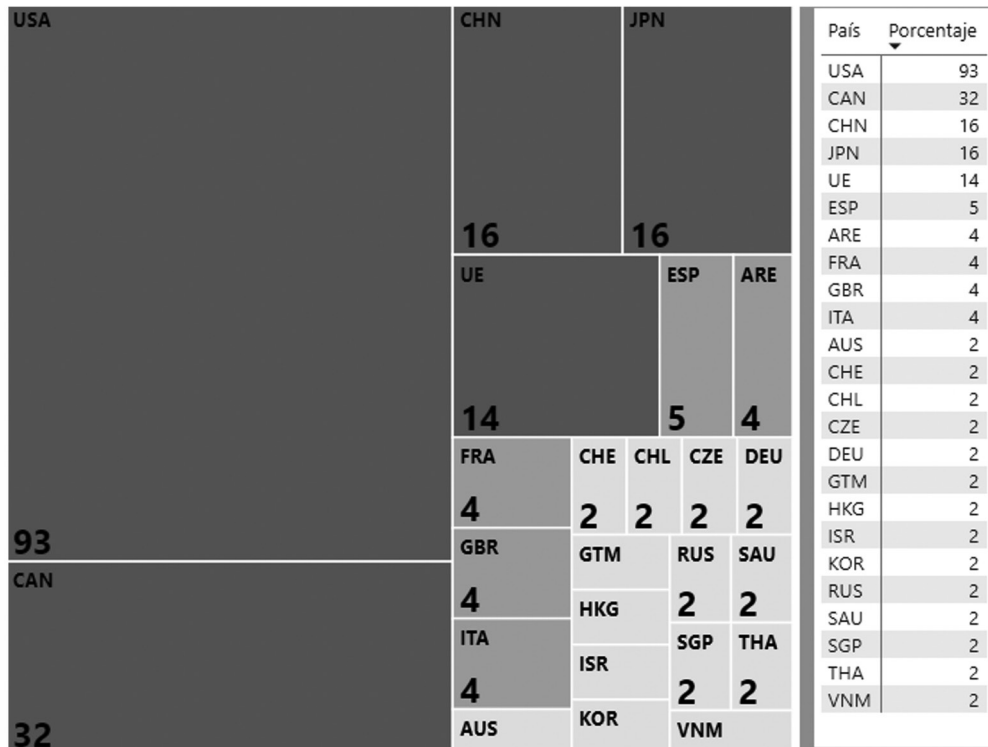 USA
93
CAN
32
CHN
16
JPN
16
UE
14
ESP
5
ARE
4
FRA
4
GBR
4
ITA
4
AUS
CHE
2
CHL
2
CZE
2
DEU
2
GTM
HKG
ISR
KOR
RUS
2
SAU
2
SGP
2
THA
2
VNM
País Porcentaje
USA 93
CAN 32
CHN 16
JPN 16
UE 14
ESP 5
ARE 4
FRA 4
GBR 4
ITA 4
AUS 2
CHE 2
CHL 2
CZE 2
DEU 2
GTM 2
HKG 2
ISR 2
KOR 2
RUS 2
SAU 2
SGP 2
THA 2
VNM 2